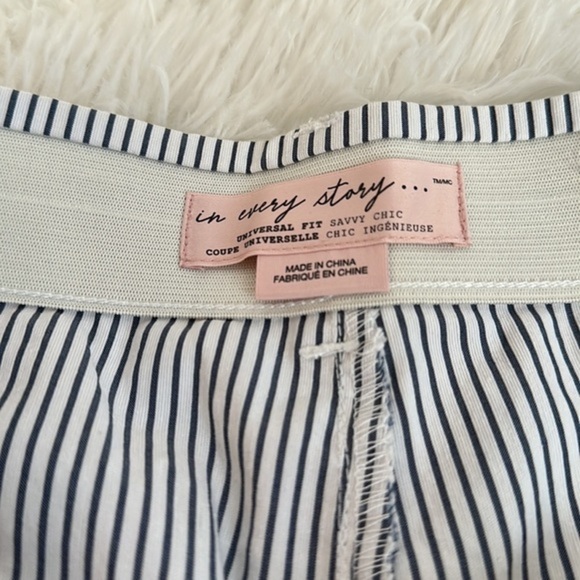 in every story...
TM/MC
UNIVERSAL FIT SAVVY CHIC
COUPE UNIVERSELLE CHIC INGÉNIEUSE
MADE IN CHINA
FABRIQUÉ EN CHINE